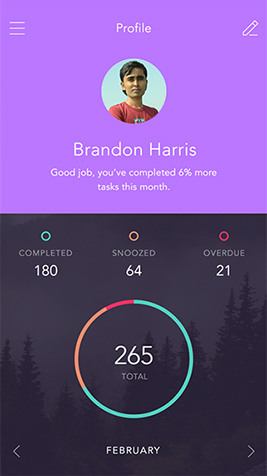 Profile
Brandon Harris
Good job, you've completed 6% more
tasks this month.
COMPLETED SNOOZED OVERDUE
180 64 21
265
TOTAL
FEBRUARY